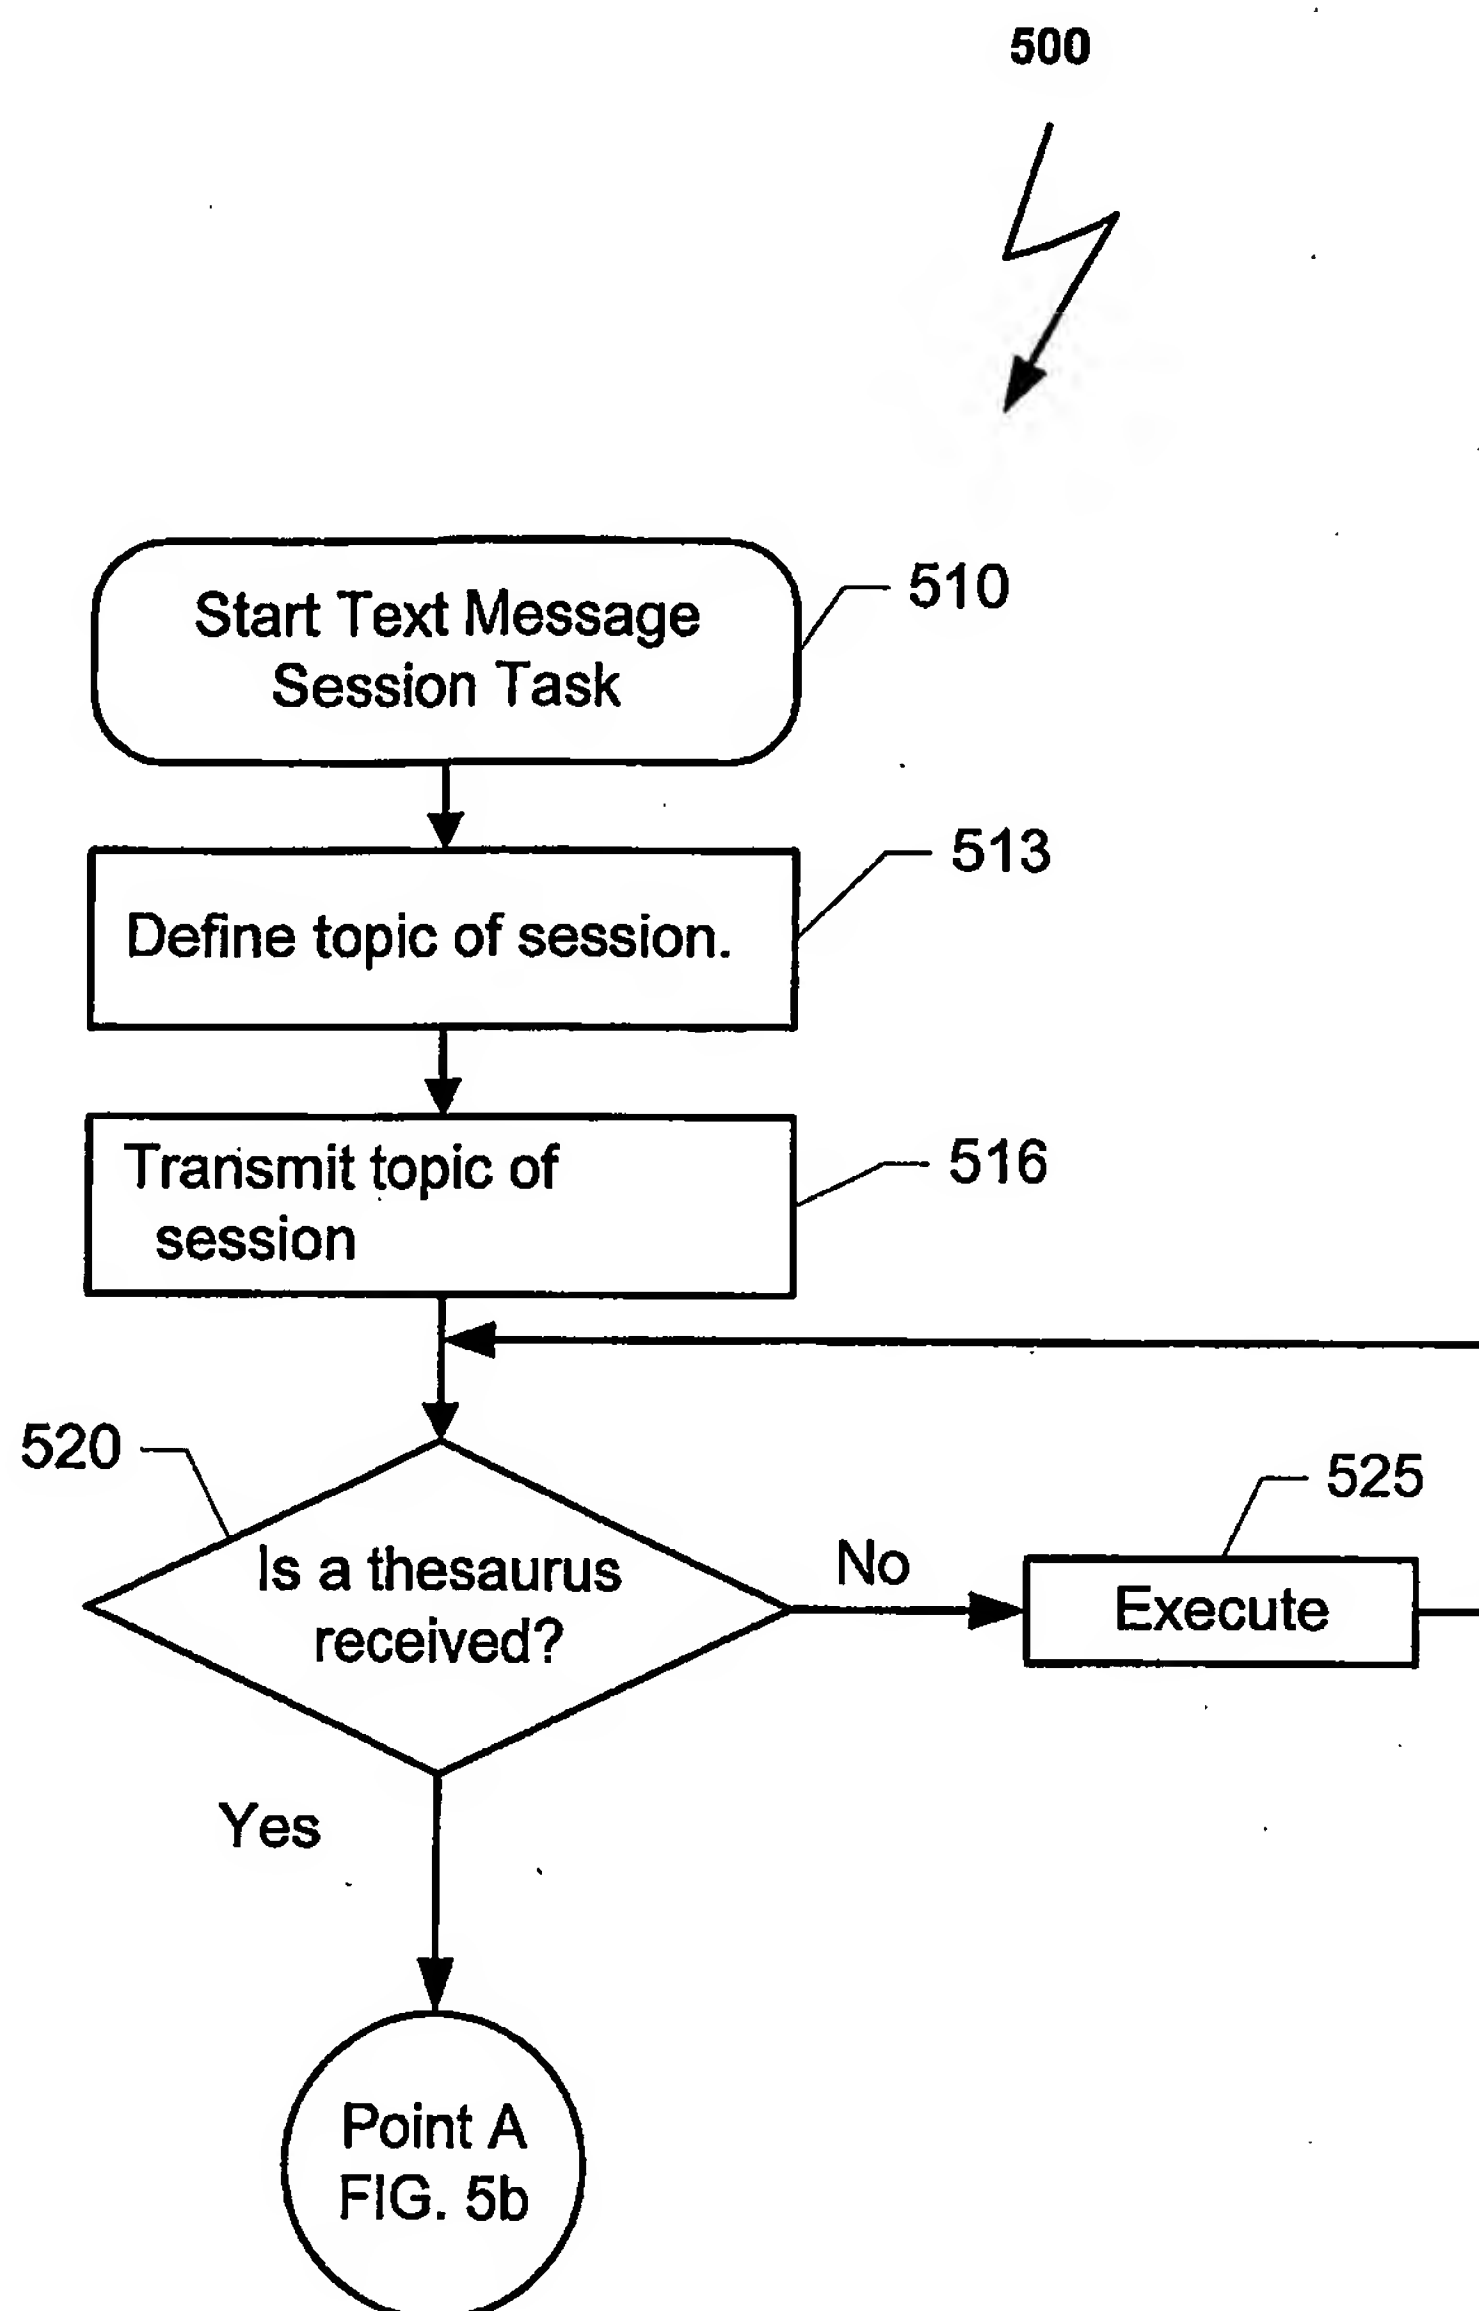 500
Start Text Message
Session Task
510
Define topic of session.
513
Transmit topic of
session
516
520
Is a thesaurus
received?
No
525
Execute
Yes
Point A
FIG. 5b